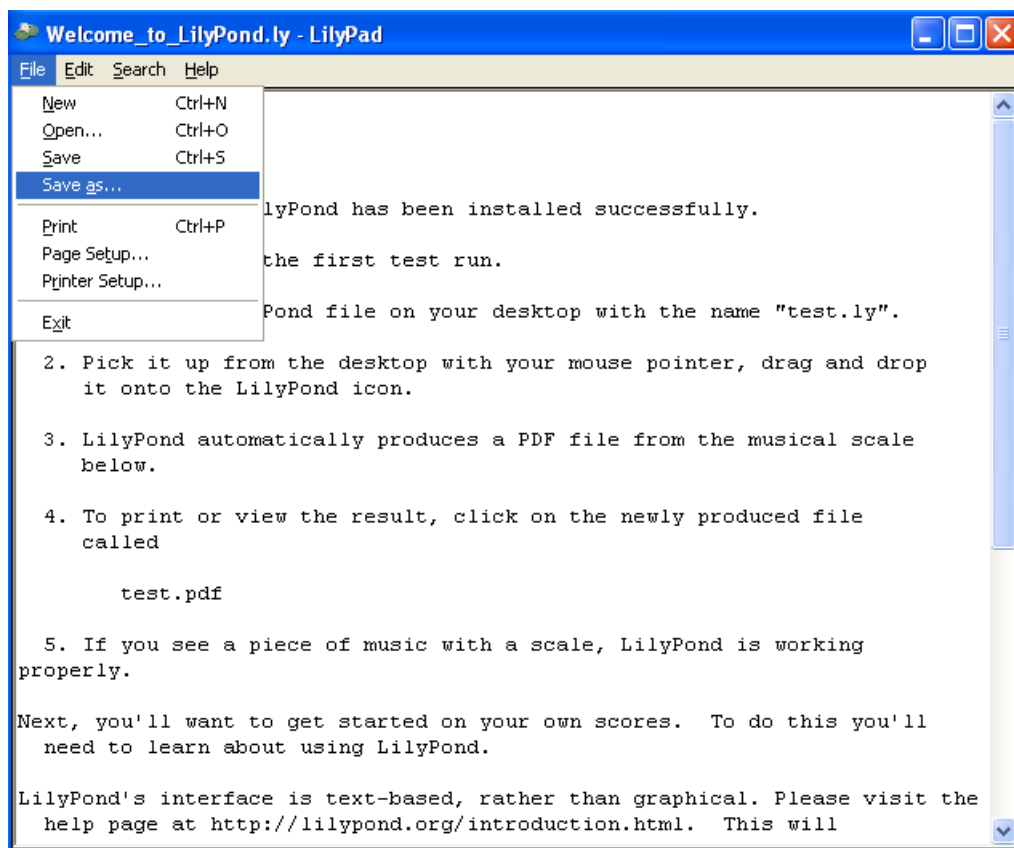 Welcome_to_LilyPond.ly - LilyPad
File Edit Search Help
New Ctrl+N
Open... Ctrl+O
Save Ctrl+S
Save as...
Print Ctrl+P
Page Setup...
Printer Setup...
Exit
lyPond has been installed successfully.
the first test run.
Pond file on your desktop with the name "test.ly".
2. Pick it up from the desktop with your mouse pointer, drag and drop
it onto the LilyPond icon.
3. LilyPond automatically produces a PDF file from the musical scale
below.
4. To print or view the result, click on the newly produced file
called
test.pdf
5. If you see a piece of music with a scale, LilyPond is working
properly.
Next, you'll want to get started on your own scores.  To do this you'll
need to learn about using LilyPond.
LilyPond's interface is text-based, rather than graphical. Please visit the
help page at http://lilypond.org/introduction.html.  This will